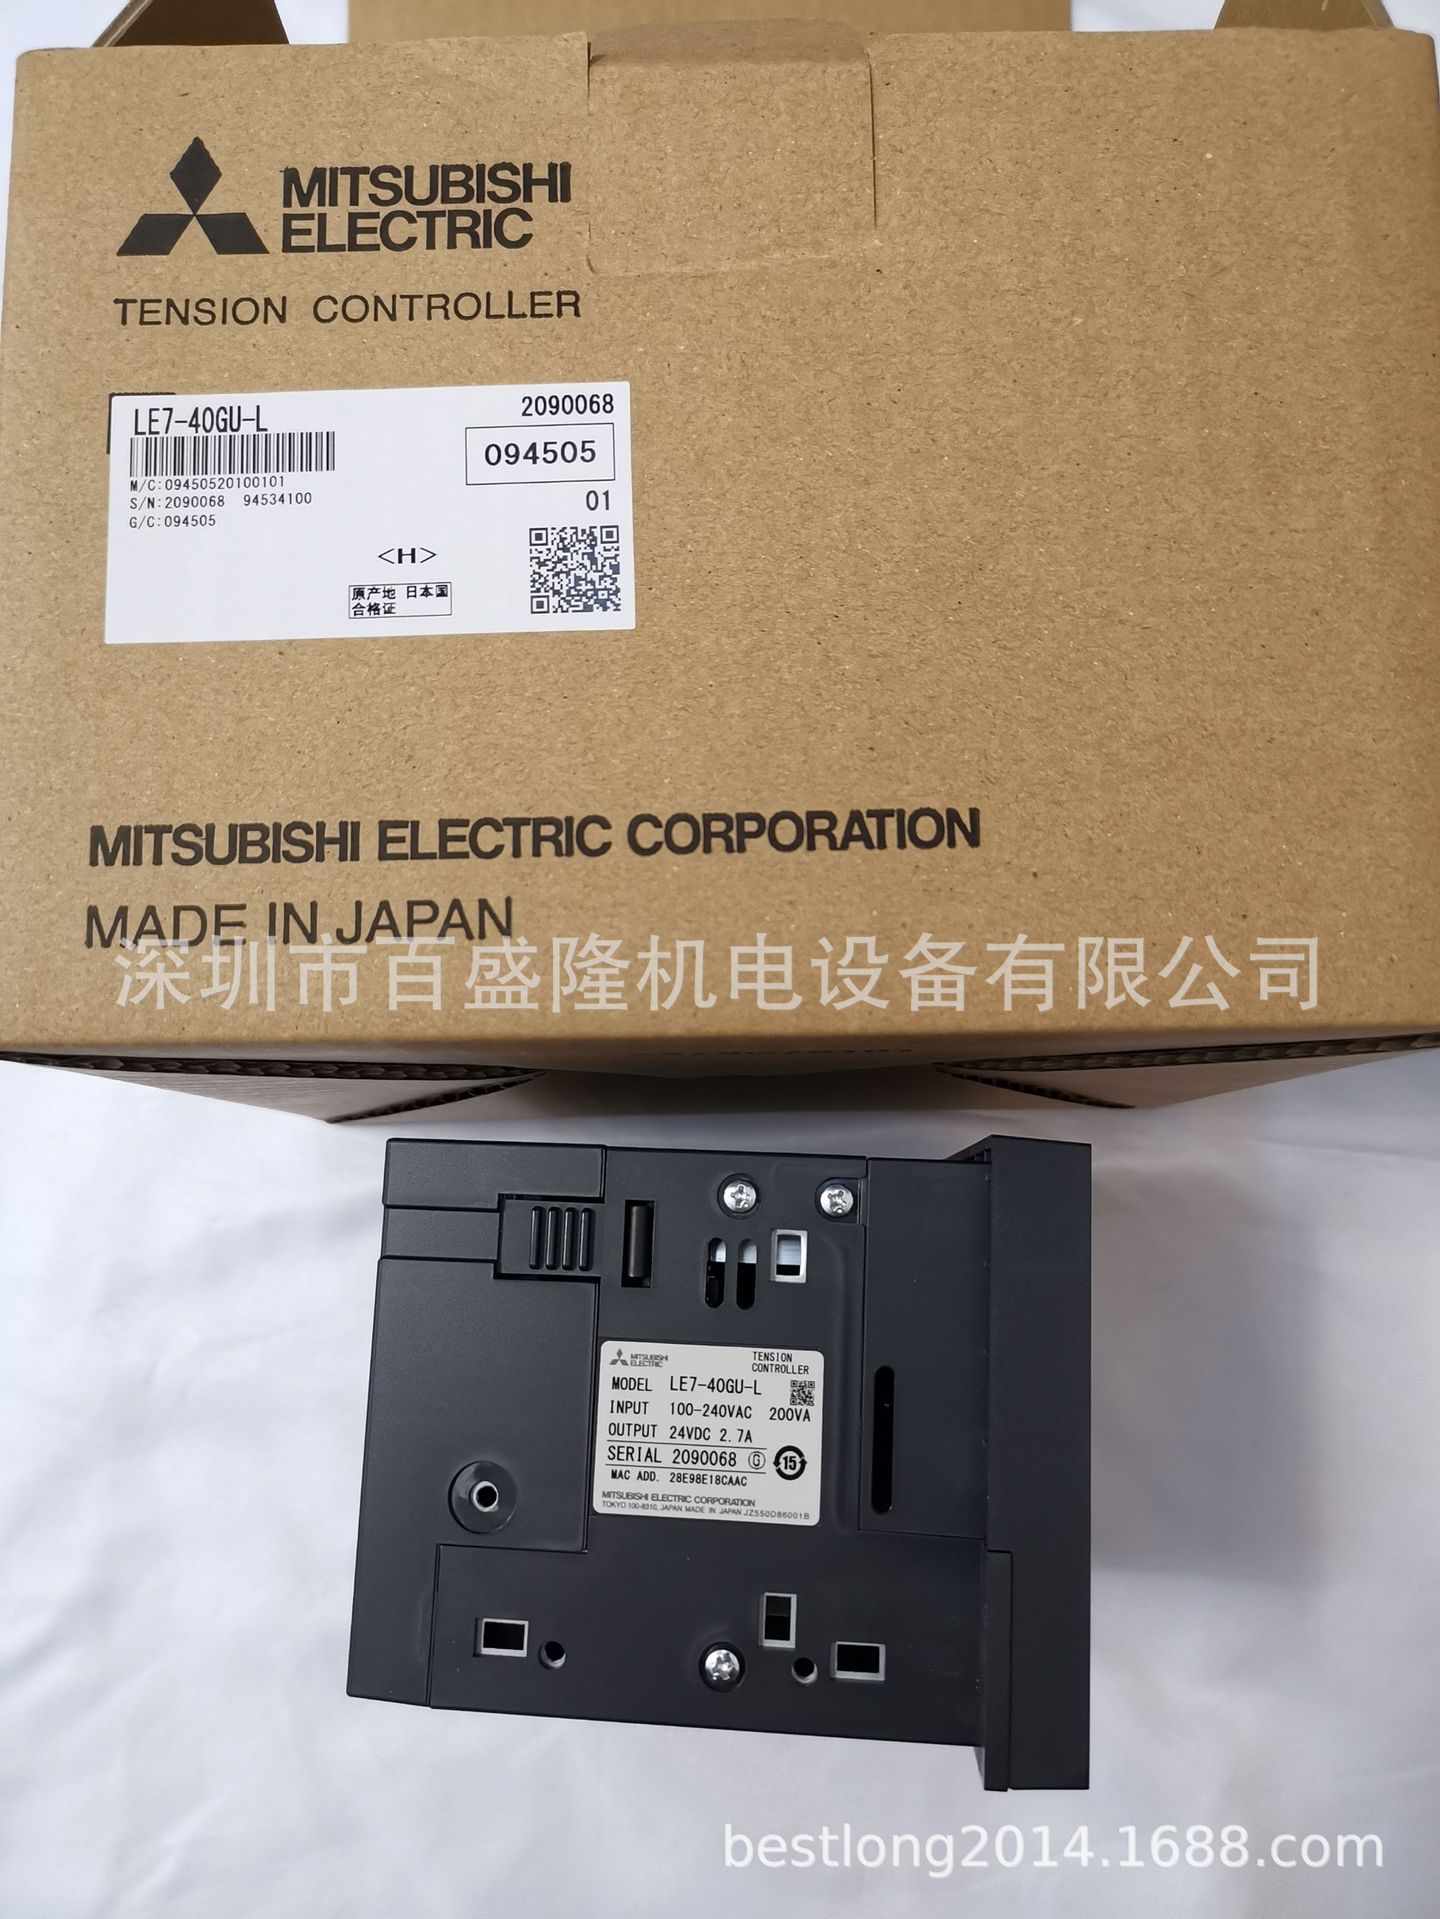 MITSUBISHI
ELECTRIC
TENSION CONTROLLER
LE7-40GU-L
2090068
094505
M/C:09450520100101
S/N:2090068 94534100
01
G/C:094505
<H>
原产地 日本国
合格证
MITSUBISHI ELECTRIC CORPORATION
MADE IN JAPAN
深圳市百盛隆机电设备有限公司
MITSUBISHI
ELECTRIC
TENSION
CONTROLLER
MODEL LE7-40GU-L
INPUT 100-240VAC 200VA
OUTPUT 24VDC 2.7A
SERIAL 2090068 G
15
MAC ADD. 28E98E18CAAC
MITSUBISHI ELECTRIC CORPORATION
TOKYO 100-8310, JAPAN MADE IN JAPAN JZ550D86001B
bestlong2014.1688.com